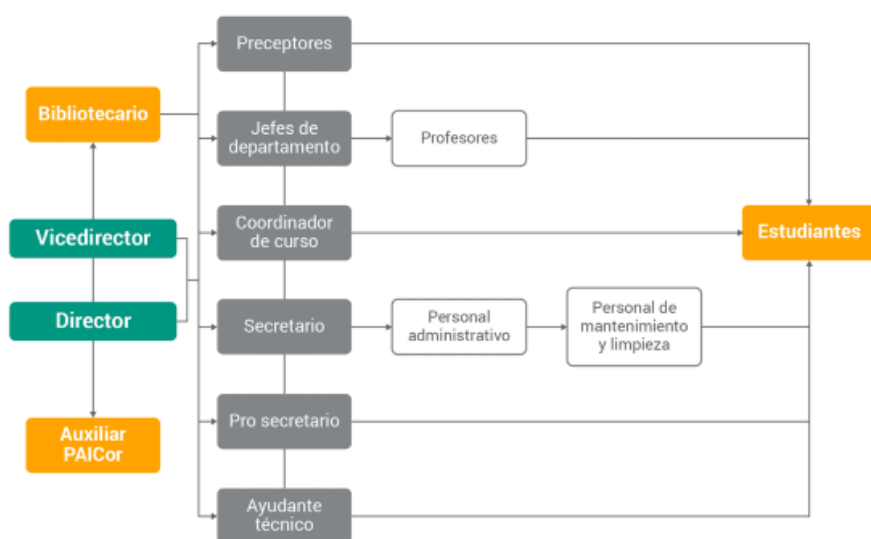 Preceptores
Bibliotecario
Jefes de
departamento
Profesores
Vicedirector
Coordinador
de curso
Estudiantes
Director
Secretario
Personal
administrativo
Personal de
mantenimiento
y limpieza
Auxiliar
PAICor
Pro secretario
Ayudante
técnico